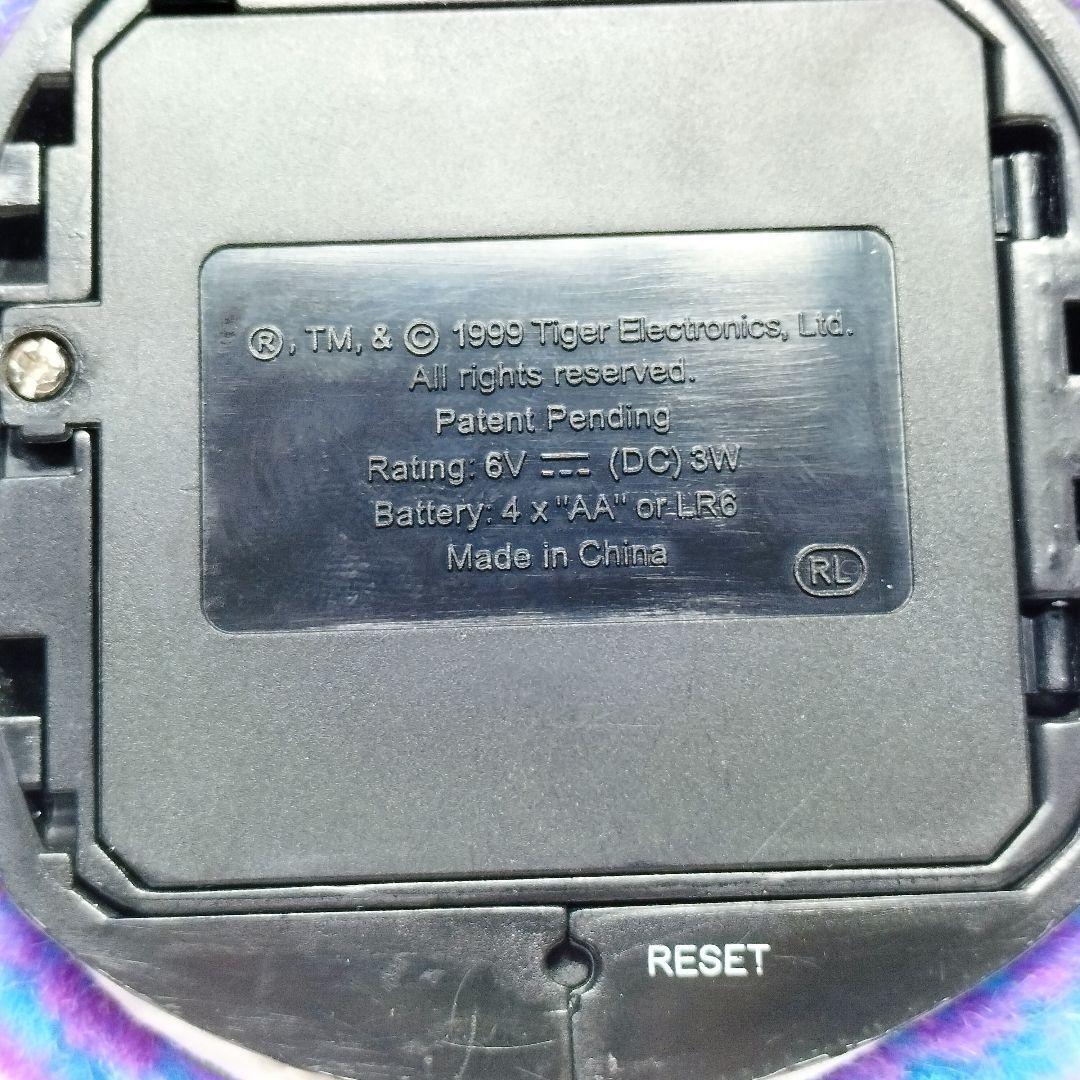 ®, TM, & © 1999 Tiger Electronics, Ltd.
All rights reserved.
Patent Pending
Rating: 6V ⎓ (DC) 3W
Battery: 4 x "AA" or LR6
Made in China
RL
RESET